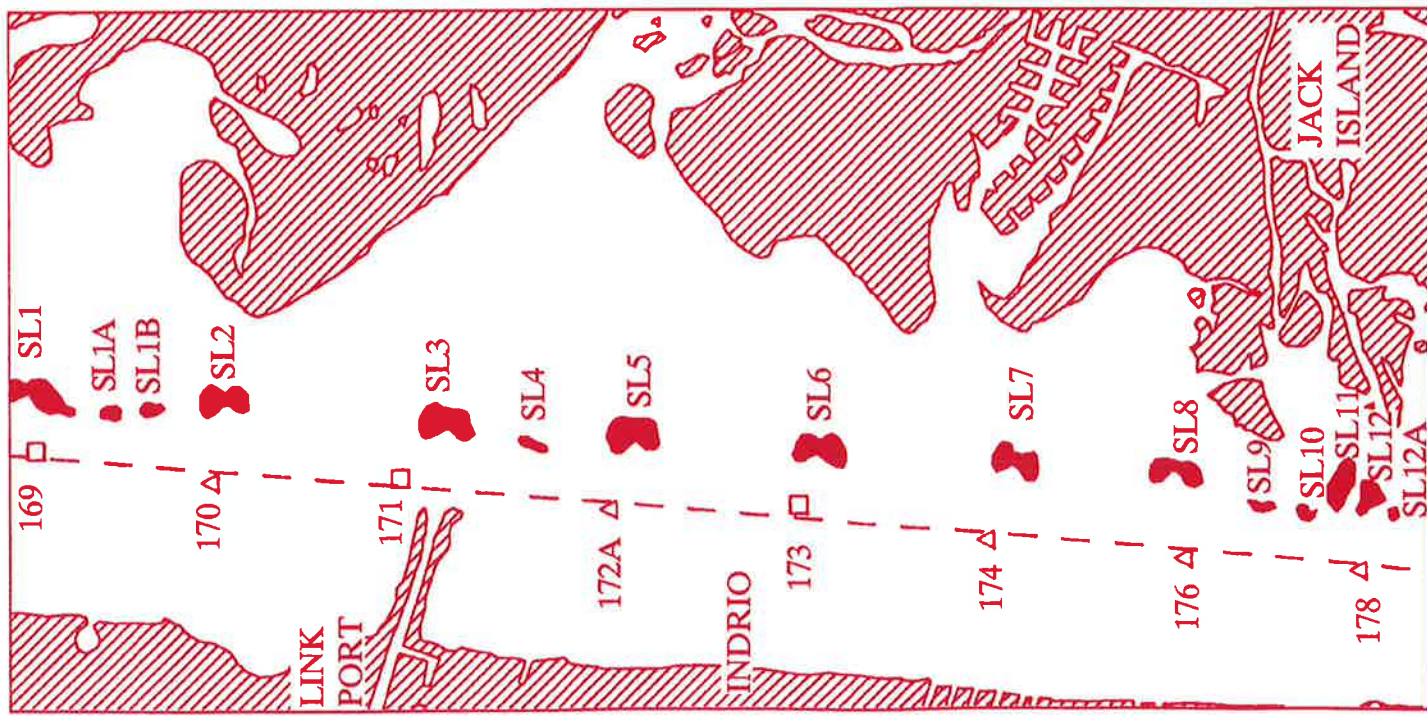 SL1
SL1A
SL1B
SL2
SL3
SL4
SL5
SL6
SL7
SL8
SL9
SL10
SL11
SL12
SL12A
169
170
171
172A
173
174
176
178
LINK
PORT
INDRIO
JACK
ISLAND